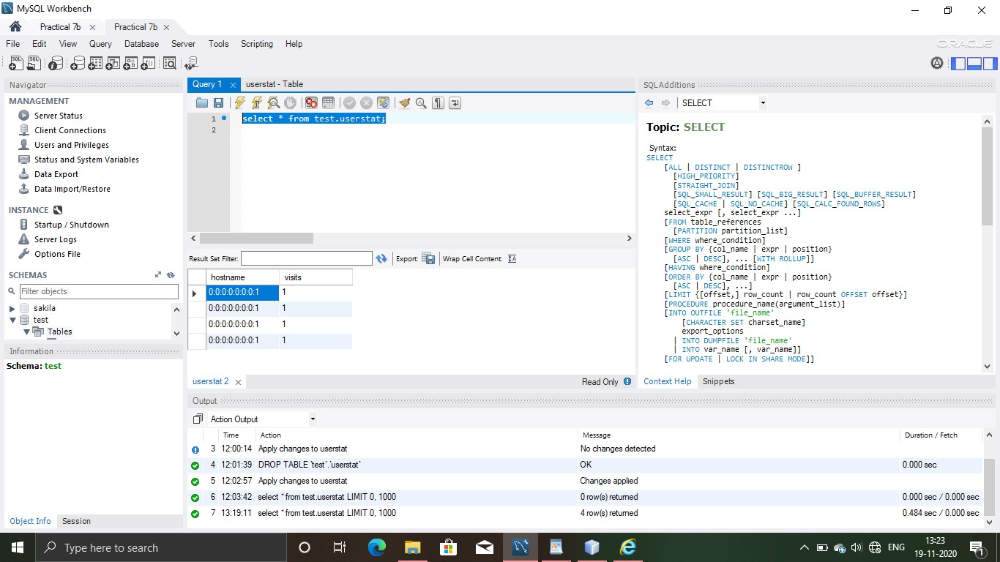 MySQL Workbench
Practical 7b
Practical 7b
File Edit View Query Database Server Tools Scripting Help
ORACLE
Navigator
MANAGEMENT
Server Status
Client Connections
Users and Privileges
Status and System Variables
Data Export
Data Import/Restore
INSTANCE
Startup / Shutdown
Server Logs
Options File
SCHEMAS
Filter objects
sakila
test
Tables
Information
Schema: test
Object Info Session
Query 1 userstat - Table
1 select * from test.userstat;
2
Result Set Filter: Export: Wrap Cell Content:
hostname visits
0:0:0:0:0:0:0:1 1
0:0:0:0:0:0:0:1 1
0:0:0:0:0:0:0:1 1
0:0:0:0:0:0:0:1 1
userstat 2 Read Only
SQLAdditions
SELECT
Topic: SELECT
Syntax:
SELECT
[ALL | DISTINCT | DISTINCTROW ]
[HIGH_PRIORITY]
[STRAIGHT_JOIN]
[SQL_SMALL_RESULT] [SQL_BIG_RESULT] [SQL_BUFFER_RESULT]
[SQL_CACHE | SQL_NO_CACHE] [SQL_CALC_FOUND_ROWS]
select_expr [, select_expr ...]
[FROM table_references
[PARTITION partition_list]
[WHERE where_condition]
[GROUP BY {col_name | expr | position}
[ASC | DESC], ... [WITH ROLLUP]]
[HAVING where_condition]
[ORDER BY {col_name | expr | position}
[ASC | DESC], ...]
[LIMIT {[offset,] row_count | row_count OFFSET offset}]
[PROCEDURE procedure_name(argument_list)]
[INTO OUTFILE 'file_name'
[CHARACTER SET charset_name]
export_options
| INTO DUMPFILE 'file_name'
| INTO var_name [, var_name]]
[FOR UPDATE | LOCK IN SHARE MODE]]
Context Help Snippets
Output
Action Output
Time Action Message Duration / Fetch
3 12:00:14 Apply changes to userstat No changes detected
4 12:01:39 DROP TABLE `test`.`userstat` OK 0.000 sec
5 12:02:57 Apply changes to userstat Changes applied
6 12:03:42 select * from test.userstat LIMIT 0, 1000 0 row(s) returned 0.000 sec / 0.000 sec
7 13:19:11 select * from test.userstat LIMIT 0, 1000 4 row(s) returned 0.484 sec / 0.000 sec
Type here to search
ENG
13:23
19-11-2020
1